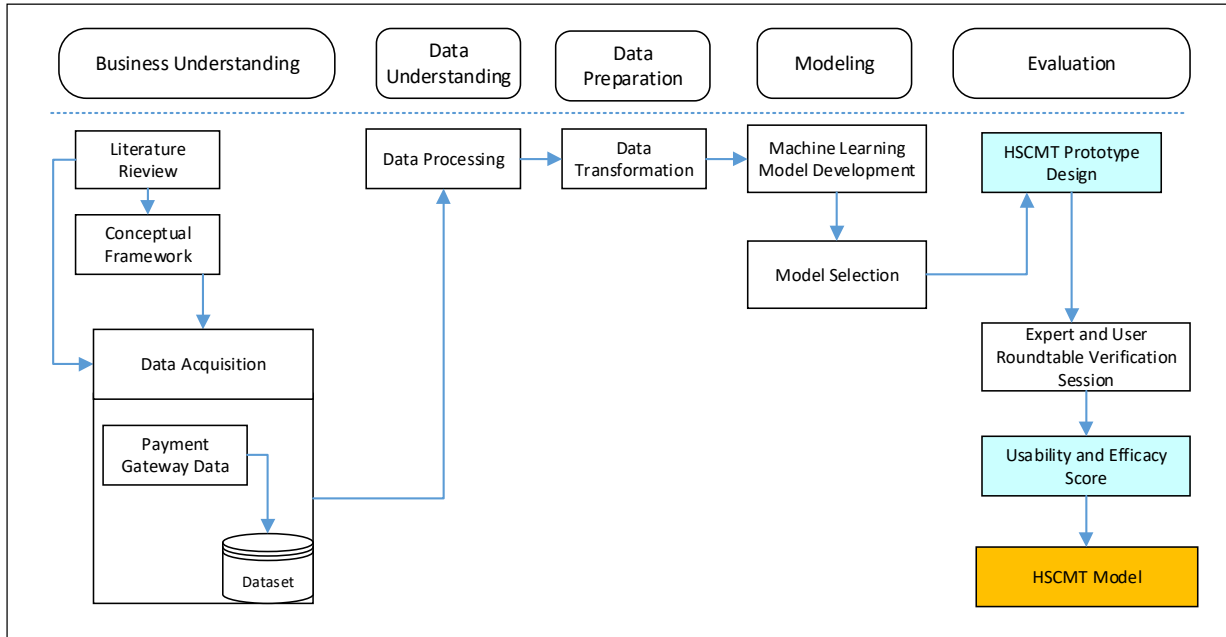 Business Understanding
Data
Understanding
Data
Preparation
Modeling
Evaluation
Literature
Rieview
Conceptual
Framework
Data Acquisition
Payment
Gateway Data
Dataset
Data Processing
Data
Transformation
Machine Learning
Model Development
Model Selection
HSCMT Prototype
Design
Expert and User
Roundtable Verification
Session
Usability and Efficacy
Score
HSCMT Model